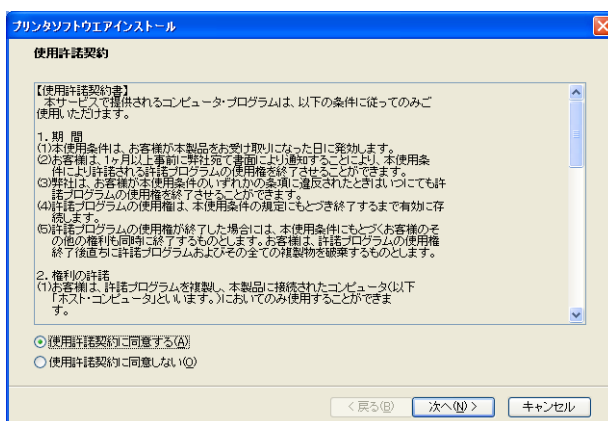 プリンタソフトウエアインストール
使用許諾契約
【使用許諾契約書】
本サービスで提供されるコンピュータ・プログラムは、以下の条件に従ってのみご
使用いただけます。
1. 期 間
(1)本使用条件は、お客様が本製品をお受け取りになった日に発効します。
(2)お客様は、1ヶ月以上事前に弊社宛て書面により通知することにより、本使用条
件により許諾される許諾プログラムの使用権を終了させることができます。
(3)弊社は、お客様が本使用条件のいずれかの条項に違反されたときはいつにても許
諾プログラムの使用権を終了させることができます。
(4)許諾プログラムの使用権は、本使用条件の規定にもとづき終了するまで有効に存
続します。
(5)許諾プログラムの使用権が終了した場合には、本使用条件にもとづくお客様のそ
の他の権利も同時に終了するものとします。お客様は、許諾プログラムの使用権
終了後直ちに許諾プログラムおよびその全ての複製物を破棄するものとします。
2. 権利の許諾
(1)お客様は、許諾プログラムを複製し、本製品に接続されたコンピュータ(以下
「ホスト・コンピュータ」といいます。)においてのみ使用することができま
す。
使用許諾契約に同意する(A)
使用許諾契約に同意しない(O)
< 戻る(B)
次へ(N) >
キャンセル